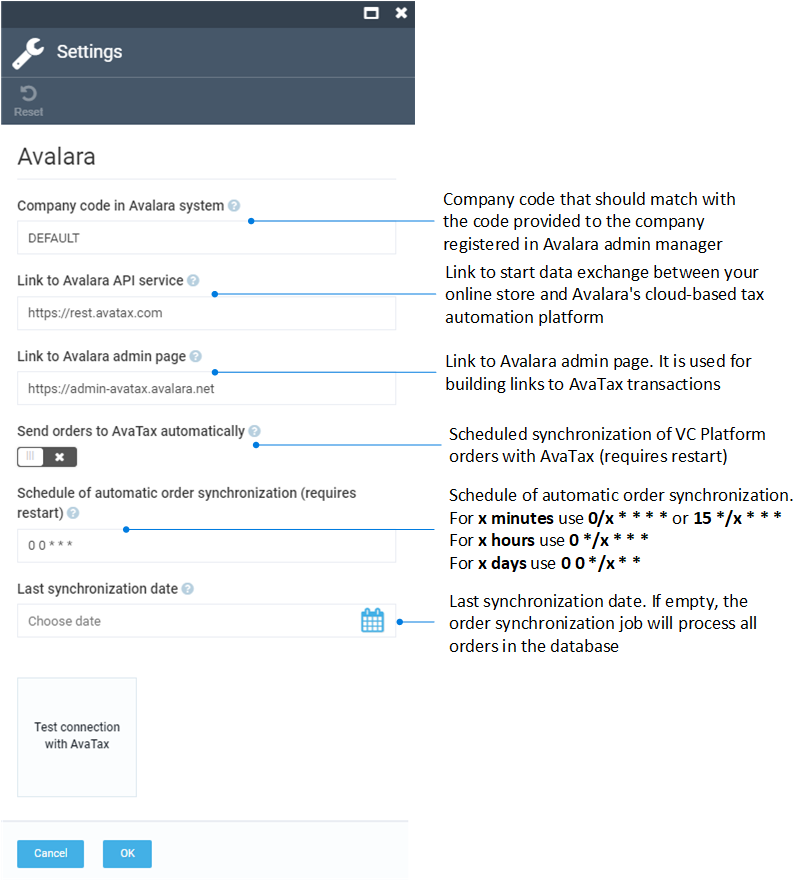 Settings
Reset
Avalara
Company code in Avalara system ?
DEFAULT
Company code that should match with
the code provided to the company
registered in Avalara admin manager
Link to Avalara API service ?
https://rest.avatax.com
Link to start data exchange between your
online store and Avalara's cloud-based tax
automation platform
Link to Avalara admin page ?
https://admin-avatax.avalara.net
Link to Avalara admin page. It is used for
building links to AvaTax transactions
Send orders to AvaTax automatically ?
Scheduled synchronization of VC Platform
orders with AvaTax (requires restart)
Schedule of automatic order synchronization (requires
restart) ?
0 0 * * *
Schedule of automatic order synchronization.
For x minutes use 0/x * * * * or 15 */x * * *
For x hours use 0 */x * * *
For x days use 0 0 */x * *
Last synchronization date ?
Choose date
Last synchronization date. If empty, the
order synchronization job will process all
orders in the database
Test connection
with AvaTax
Cancel
OK